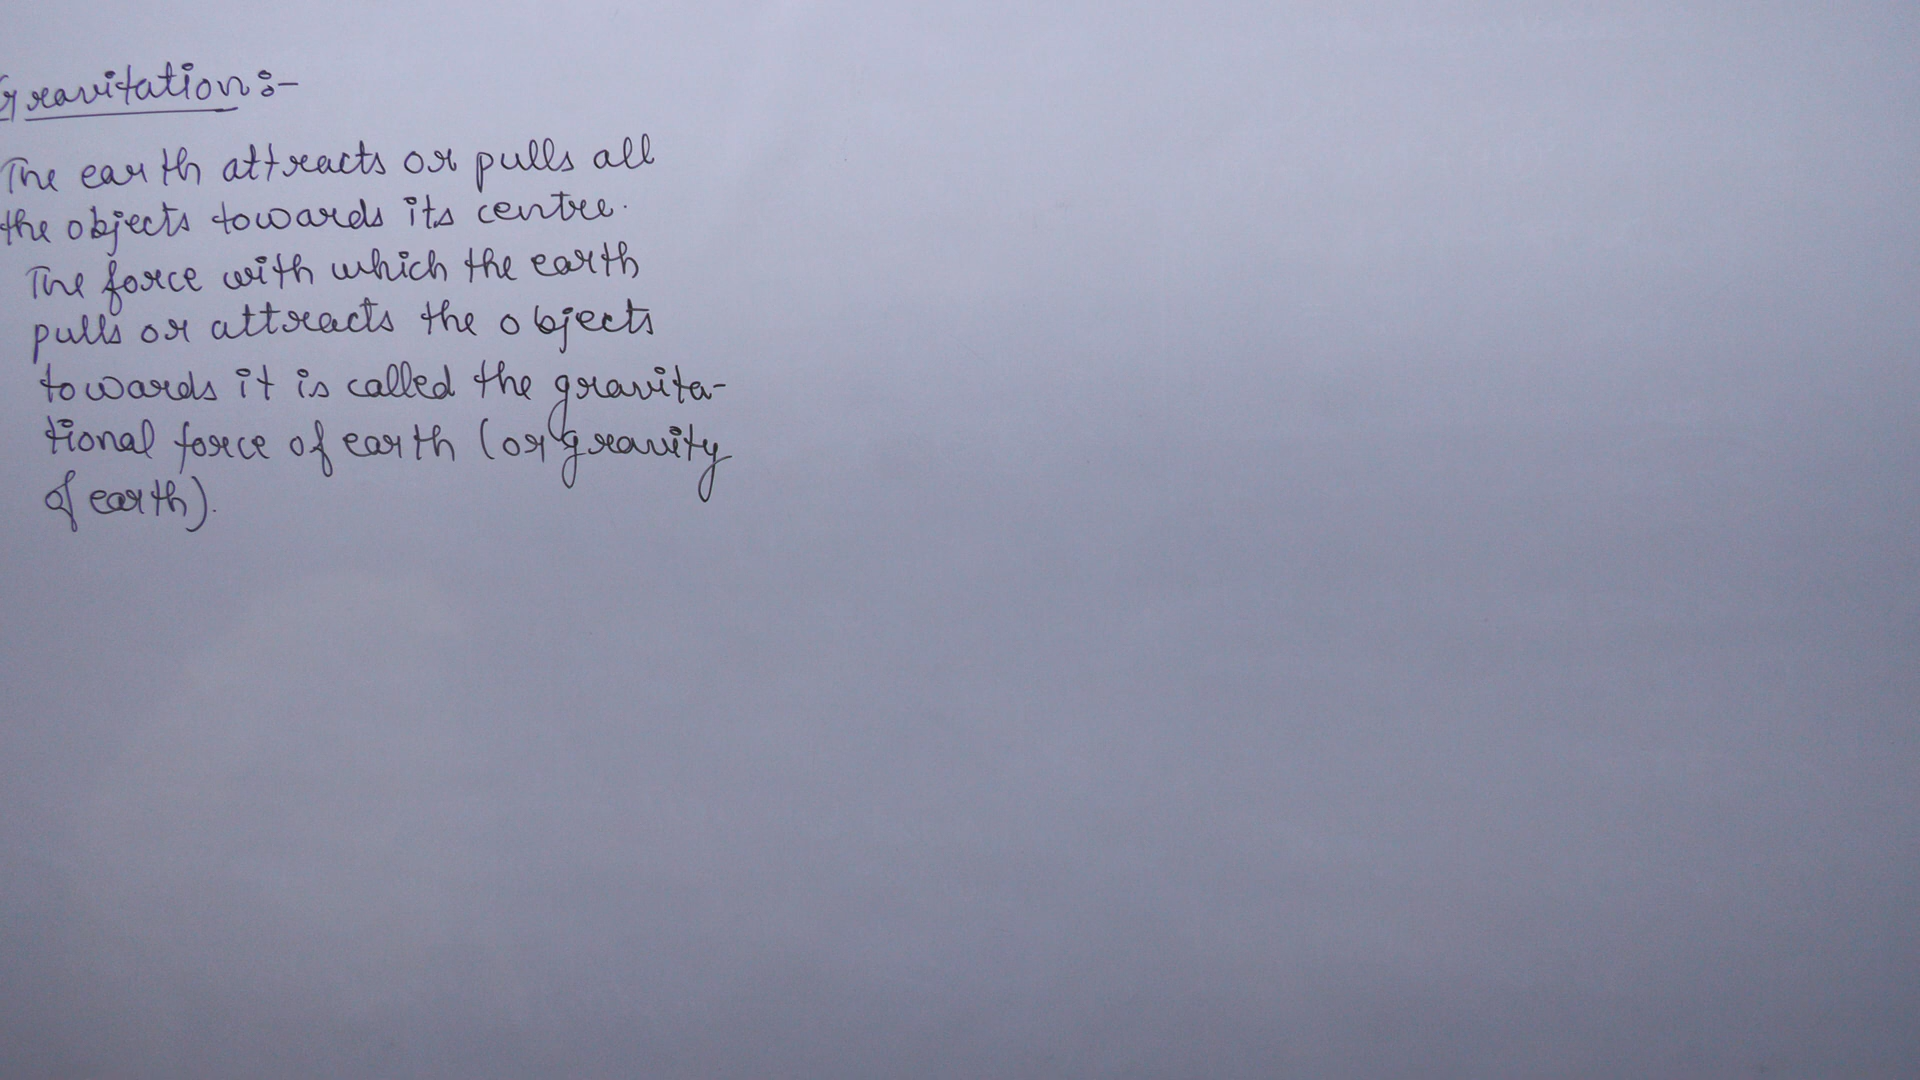 Gravitation:-
The earth attracts or pulls all
the objects towards its centre.
The force with which the earth
pulls or attracts the objects
towards it is called the gravita-
tional force of earth (or gravity
of earth).